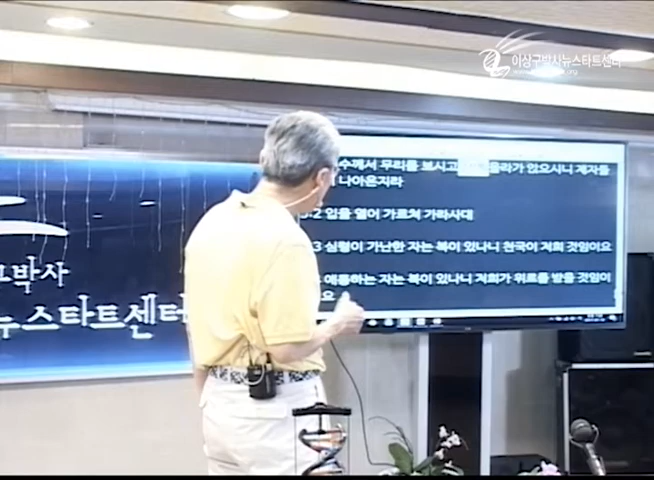 이상구박사뉴스타트센터
수께서 무리를 보시고 올라가 앉으시니 제자들
나아온지라
:2 입을 열어 가르쳐 가라사대
3 심령이 가난한 자는 복이 있나니 천국이 저희 것임이요
애통하는 자는 복이 있나니 저희가 위로를 받을 것임이
요
구박사
뉴스타트센터